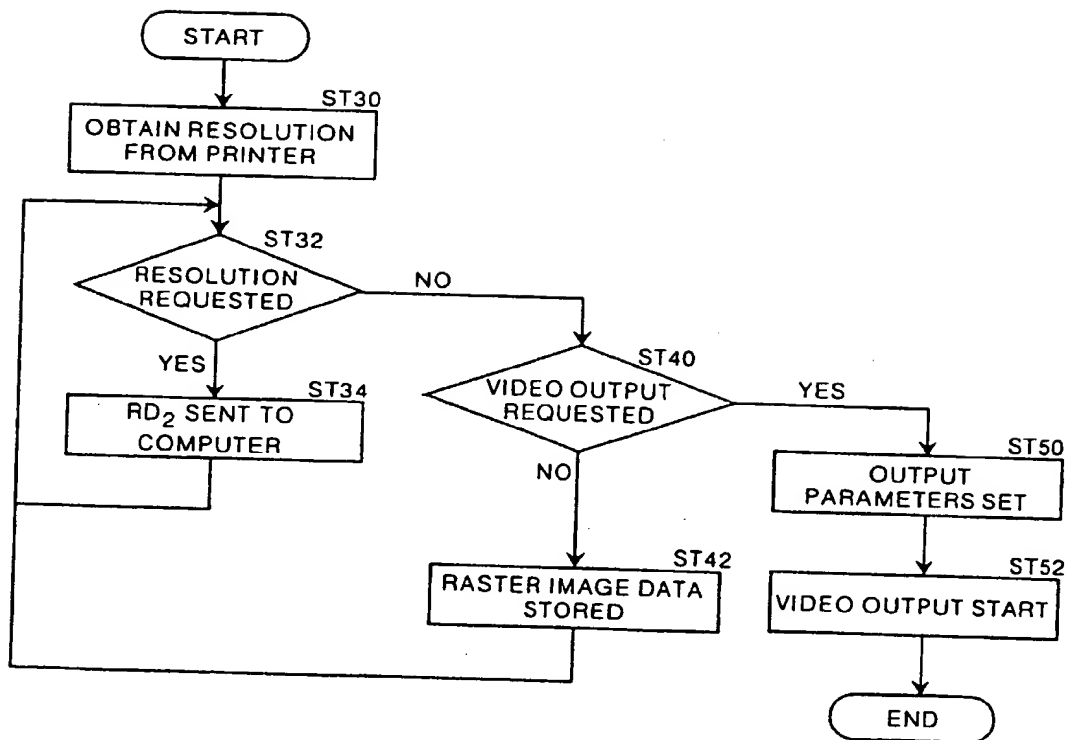 START
ST30
OBTAIN RESOLUTION
FROM PRINTER
ST32
RESOLUTION
REQUESTED
NO
YES
ST34
RD₂ SENT TO
COMPUTER
ST40
VIDEO OUTPUT
REQUESTED
YES
NO
ST42
RASTER IMAGE DATA
STORED
ST50
OUTPUT
PARAMETERS SET
ST52
VIDEO OUTPUT START
END